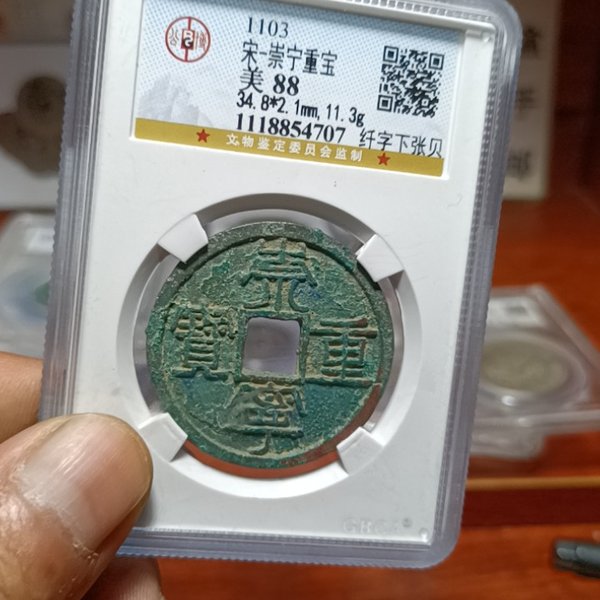 1103
宋-崇宁重宝
美 88
34.8*2.1mm,11.3g
1118854707 纤字下张贝
★ 文物鉴定委员会监制 ★
崇
寶 重
寧
GBCA®